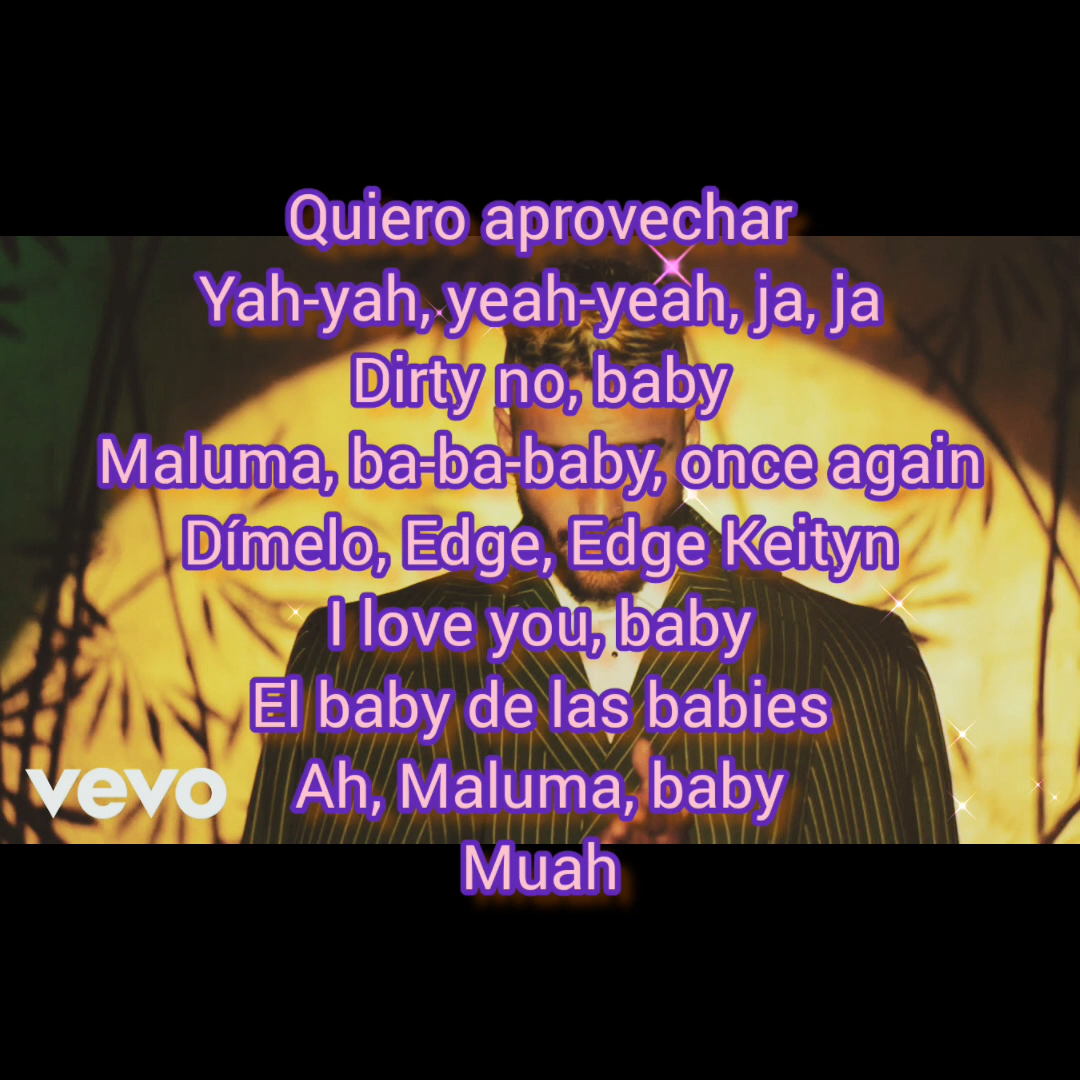 Quiero aprovechar
Yah-yah, yeah-yeah, ja, ja
Dirty no, baby
Maluma, ba-ba-baby, once again
Dímelo, Edge, Edge Keityn
I love you, baby
El baby de las babies
Ah, Maluma, baby
vevo
Muah